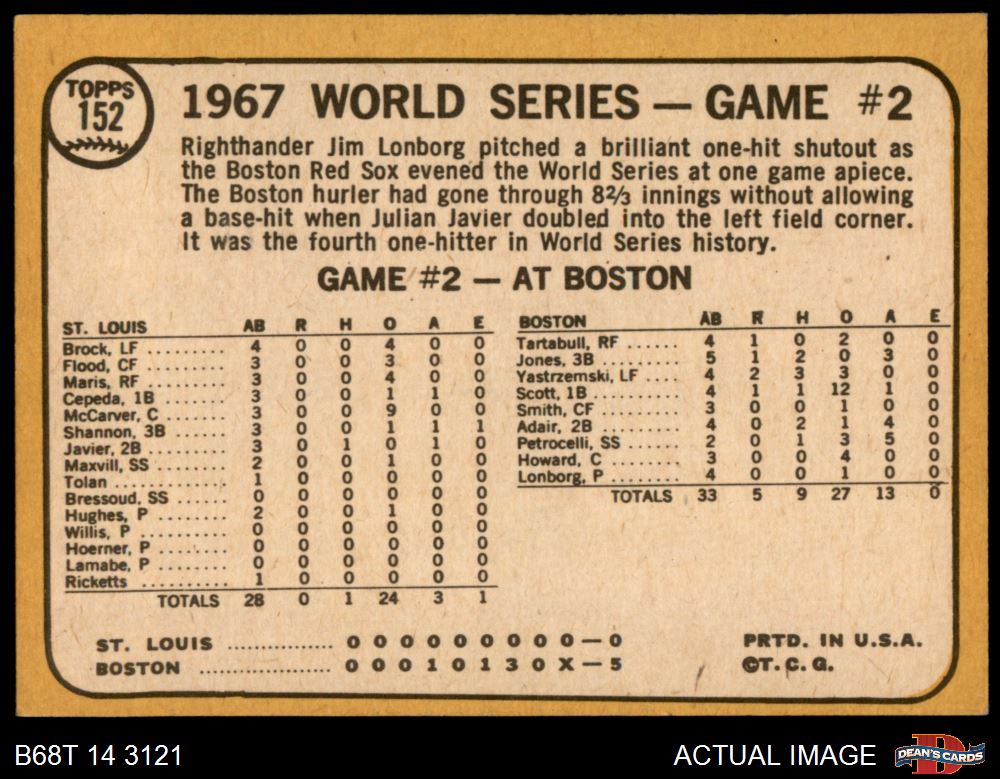 TOPPS
152
1967 WORLD SERIES — GAME #2
Righthander Jim Lonborg pitched a brilliant one-hit shutout as
the Boston Red Sox evened the World Series at one game apiece.
The Boston hurler had gone through 8⅔ innings without allowing
a base-hit when Julian Javier doubled into the left field corner.
It was the fourth one-hitter in World Series history.
GAME #2 — AT BOSTON
ST. LOUIS AB R H O A E
Brock, LF ......... 4 0 0 4 0 0
Flood, CF ......... 3 0 0 3 0 0
Maris, RF ......... 3 0 0 4 0 0
Cepeda, 1B ........ 3 0 0 1 1 0
McCarver, C ....... 3 0 0 9 0 0
Shannon, 3B ....... 3 0 0 1 1 1
Javier, 2B ........ 3 0 1 0 1 0
Maxvill, SS ....... 2 0 0 1 0 0
Tolan ............. 1 0 0 0 0 0
Bressoud, SS ...... 0 0 0 0 0 0
Hughes, P ......... 2 0 0 1 0 0
Willis, P ......... 0 0 0 0 0 0
Hoerner, P ........ 0 0 0 0 0 0
Lamabe, P ......... 0 0 0 0 0 0
Ricketts .......... 1 0 0 0 0 0
TOTALS 28 0 1 24 3 1
BOSTON AB R H O A E
Tartabull, RF ..... 4 1 0 2 0 0
Jones, 3B ......... 5 1 2 0 3 0
Yastrzemski, LF .... 4 2 3 3 0 0
Scott, 1B ......... 4 1 1 12 1 0
Smith, CF ......... 3 0 0 1 0 0
Adair, 2B ......... 4 0 2 1 4 0
Petrocelli, SS ...... 2 0 1 3 5 0
Howard, C ........ 3 0 0 4 0 0
Lonborg, P ........ 4 0 0 1 0 0
TOTALS 33 5 9 27 13 0
ST. LOUIS ................ 0 0 0 0 0 0 0 0 0—0
BOSTON .................... 0 0 0 1 0 1 3 0 X—5
PRTD. IN U.S.A.
©T.C.G.
B68T 14 3121
ACTUAL IMAGE
D
DEAN'S CARDS